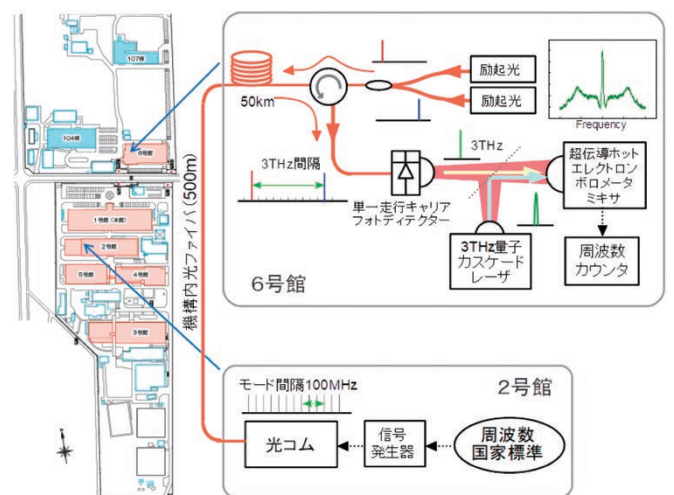 107棟
104棟
6号館
1号館(本館)
2号館
5号館
4号館
3号館
機構内光ファイバ(500m)
50km
励起光
励起光
Frequency
3THz間隔
3THz
単一走行キャリア
フォトディテクター
超伝導ホット
エレクトロン
ボロメータ
ミキサ
3THz量子
カスケード
レーザ
周波数
カウンタ
6号館
2号館
モード間隔100MHz
光コム
信号
発生器
周波数
国家標準